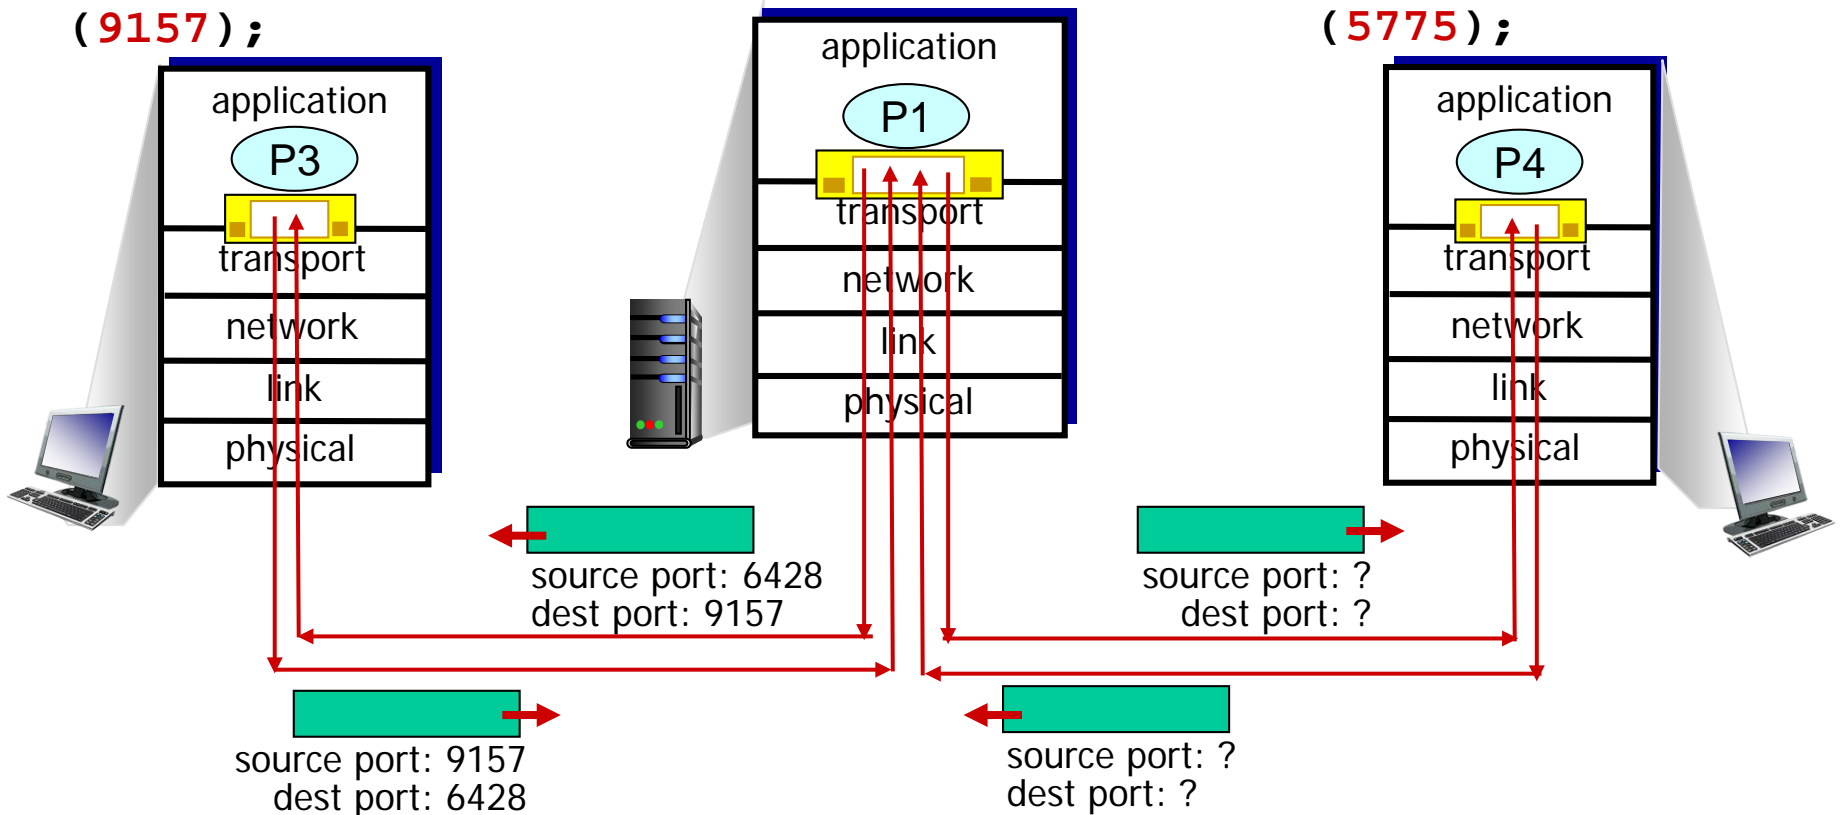 (9157);
application
P3
transport
network
link
physical
application
P1
transport
network
link
physical
(5775);
application
P4
transport
network
link
physical
source port: 6428
dest port: 9157
source port: ?
dest port: ?
source port: 9157
dest port: 6428
source port: ?
dest port: ?